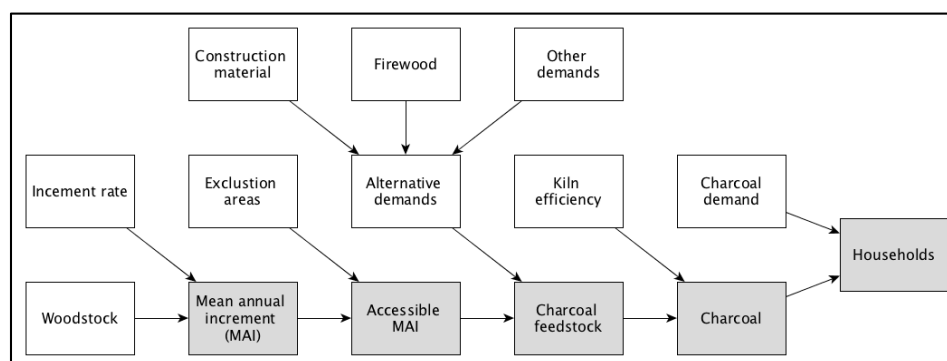 Construction
material
Firewood
Other
demands
Incement rate
Exclustion
areas
Alternative
demands
Kiln
efficiency
Charcoal
demand
Households
Woodstock
Mean annual
increment
(MAI)
Accessible
MAI
Charcoal
feedstock
Charcoal